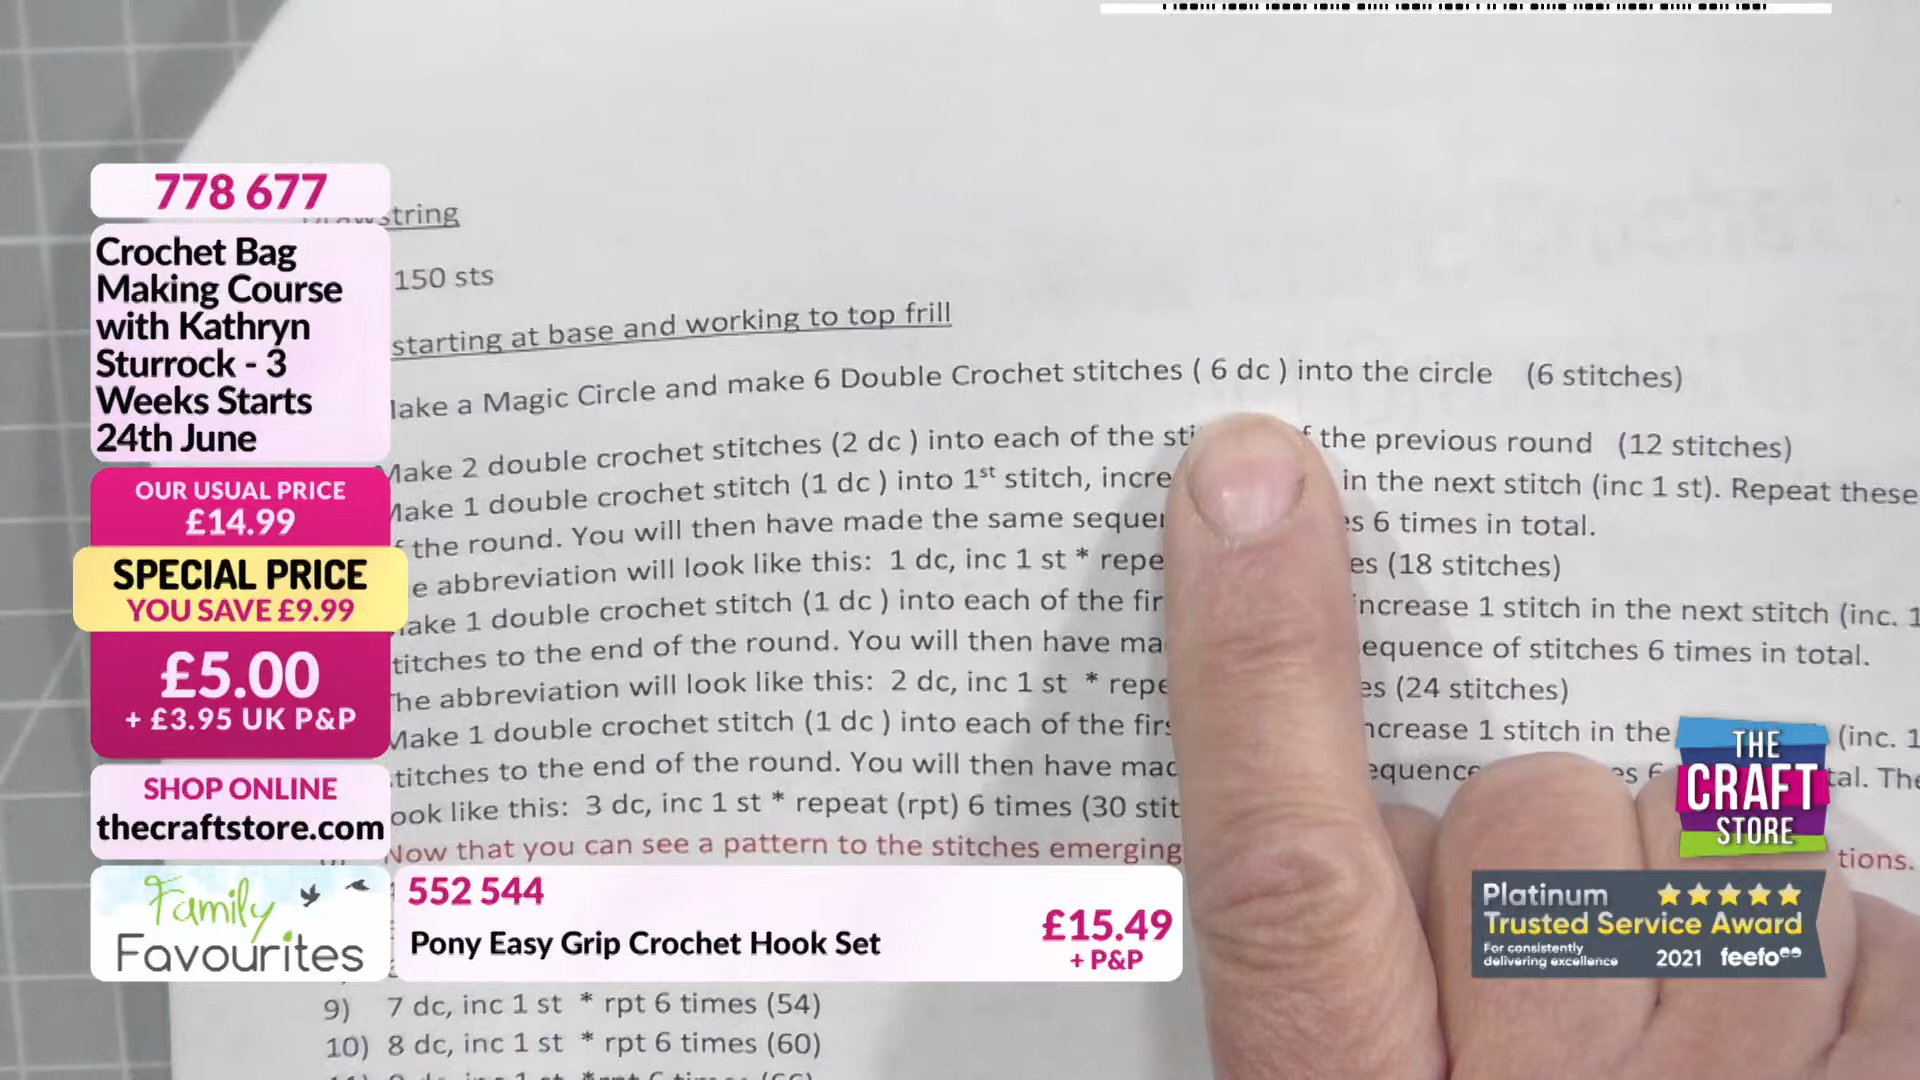 778 677
Crochet Bag
Making Course
with Kathryn
Sturrock - 3
Weeks Starts
24th June
OUR USUAL PRICE
£14.99
SPECIAL PRICE
YOU SAVE £9.99
£5.00
+ £3.95 UK P&P
SHOP ONLINE
thecraftstore.com
Family
Favourites
552 544
Pony Easy Grip Crochet Hook Set
£15.49
+ P&P
150 sts
starting at base and working to top frill
a Magic Circle and make 6 Double Crochet stitches ( 6 dc ) into the circle (6 stitches)
Make 2 double crochet stitches (2 dc ) into each of the the previous round (12 stitches)
Make 1 double crochet stitch (1 dc ) into 1st stitch, in the next stitch (inc 1 st). Repeat these
the round. You will then have made the same 6 times in total.
abbreviation will look like this: 1 dc, inc 1 st * (18 stitches)
1 double crochet stitch (1 dc ) into each of the increase 1 stitch in the next stitch (inc. 1
to the end of the round. You will then have of stitches 6 times in total.
The abbreviation will look like this: 2 dc, inc 1 st * (24 stitches)
Make 1 double crochet stitch (1 dc ) into each of the 1 stitch in the (inc. 1
to the end of the round. You will then have
like this: 3 dc, inc 1 st * repeat (rpt) 6 times (30
Now that you can see a pattern to the stitches emerging
9) 7 dc, inc 1 st * rpt 6 times (54)
10) 8 dc, inc 1 st * rpt 6 times (60)
THE
CRAFT
STORE
Platinum
Trusted Service Award
For consistently
delivering excellence
2021 feefo